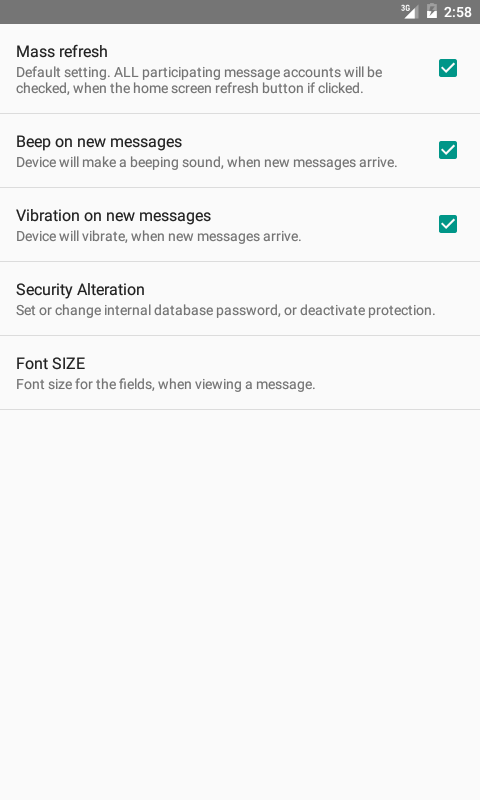 3G 2:58
Mass refresh
Default setting. ALL participating message accounts will be
checked, when the home screen refresh button if clicked.
Beep on new messages
Device will make a beeping sound, when new messages arrive.
Vibration on new messages
Device will vibrate, when new messages arrive.
Security Alteration
Set or change internal database password, or deactivate protection.
Font SIZE
Font size for the fields, when viewing a message.